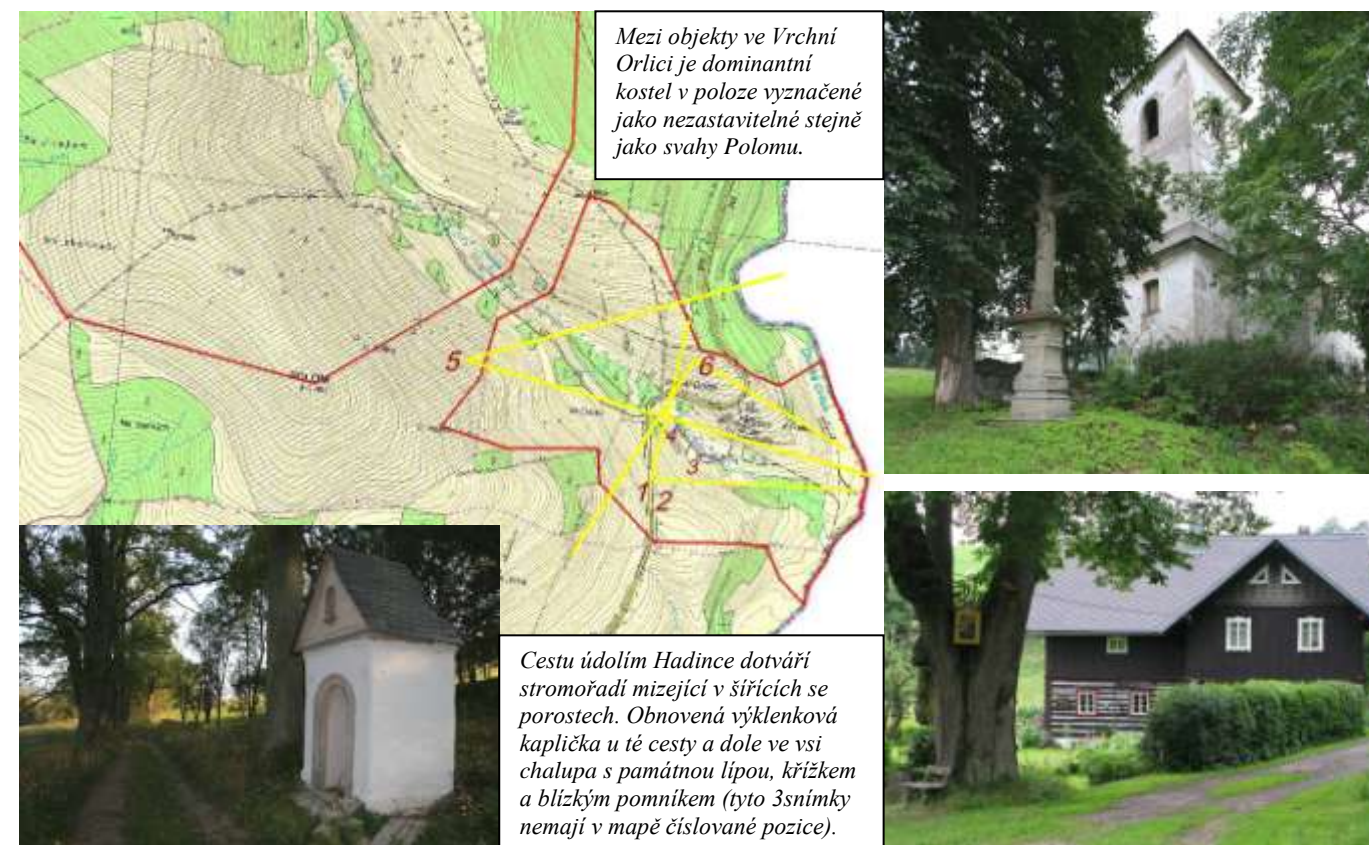 Mezi objekty ve Vrchní
Orlici je dominantní
kostel v poloze vyznačené
jako nezastavitelné stejně
jako svahy Polomu.
5
6
POLOM
3
1
2
Cestu údolím Hadince dotváří
stromořadí mizející v šířících se
porostech. Obnovená výklenková
kaplička u té cesty a dole ve vsi
chalupa s památnou lípou, křížkem
a blízkým pomníkem (tyto 3snímky
nemají v mapě číslované pozice).